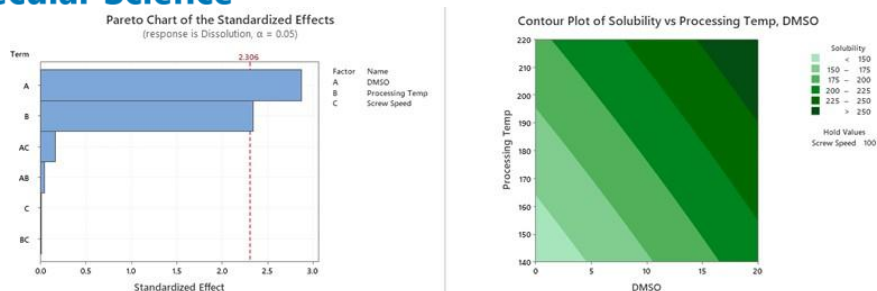 Pareto Chart of the Standardized Effects
(response is Dissolution, α = 0.05)
Term
2.306
A
B
AC
AB
C
BC
0.0 0.5 1.0 1.5 2.0 2.5 3.0
Standardized Effect
Factor Name
A DMSO
B Processing Temp
C Screw Speed
Contour Plot of Solubility vs Processing Temp, DMSO
220
210
200
190
180
170
160
150
140
0 5 10 15 20
Processing Temp
DMSO
Solubility
< 150
150 – 175
175 – 200
200 – 225
225 – 250
> 250
Hold Values
Screw Speed 100